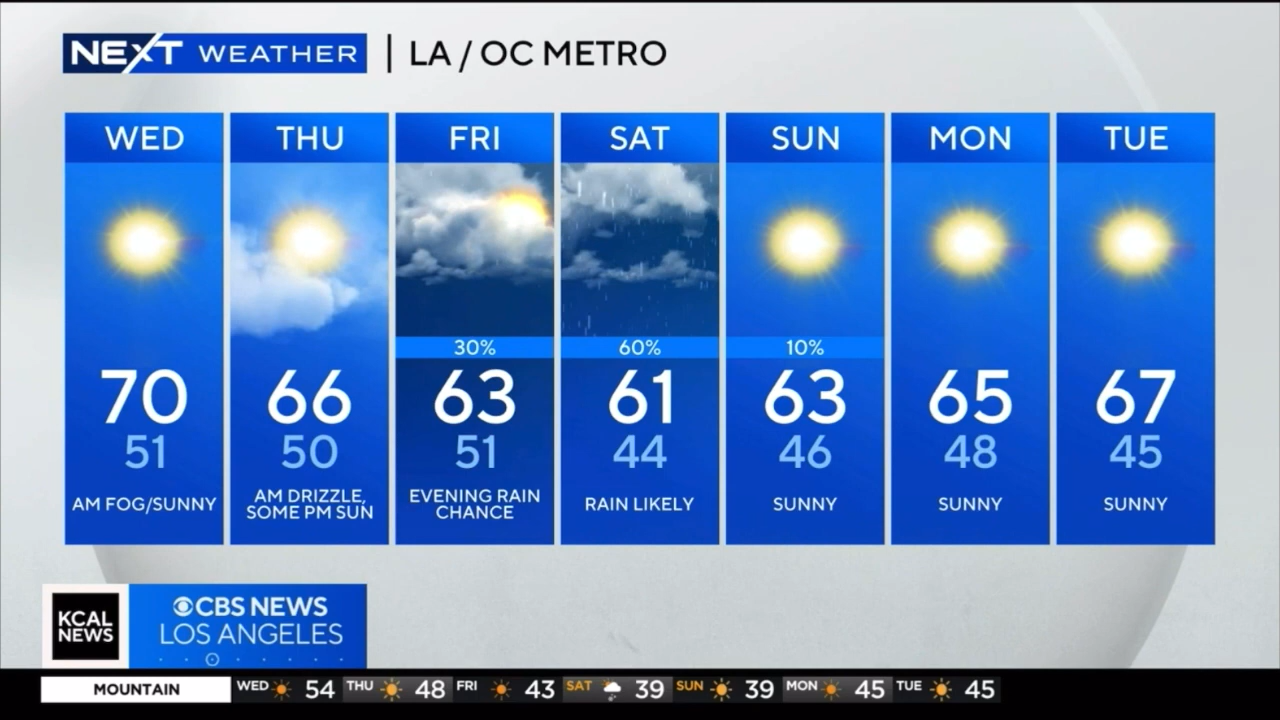 NEXT WEATHER | LA / OC METRO
WED THU FRI SAT SUN MON TUE
30% 60% 10%
70 66 63 61 63 65 67
51 50 51 44 46 48 45
AM FOG/SUNNY
AM DRIZZLE,
SOME PM SUN
EVENING RAIN
CHANCE
RAIN LIKELY
SUNNY
SUNNY
SUNNY
KCAL
NEWS
CBS NEWS
LOS ANGELES
MOUNTAIN WED 54 THU 48 FRI 43 SAT 39 SUN 39 MON 45 TUE 45